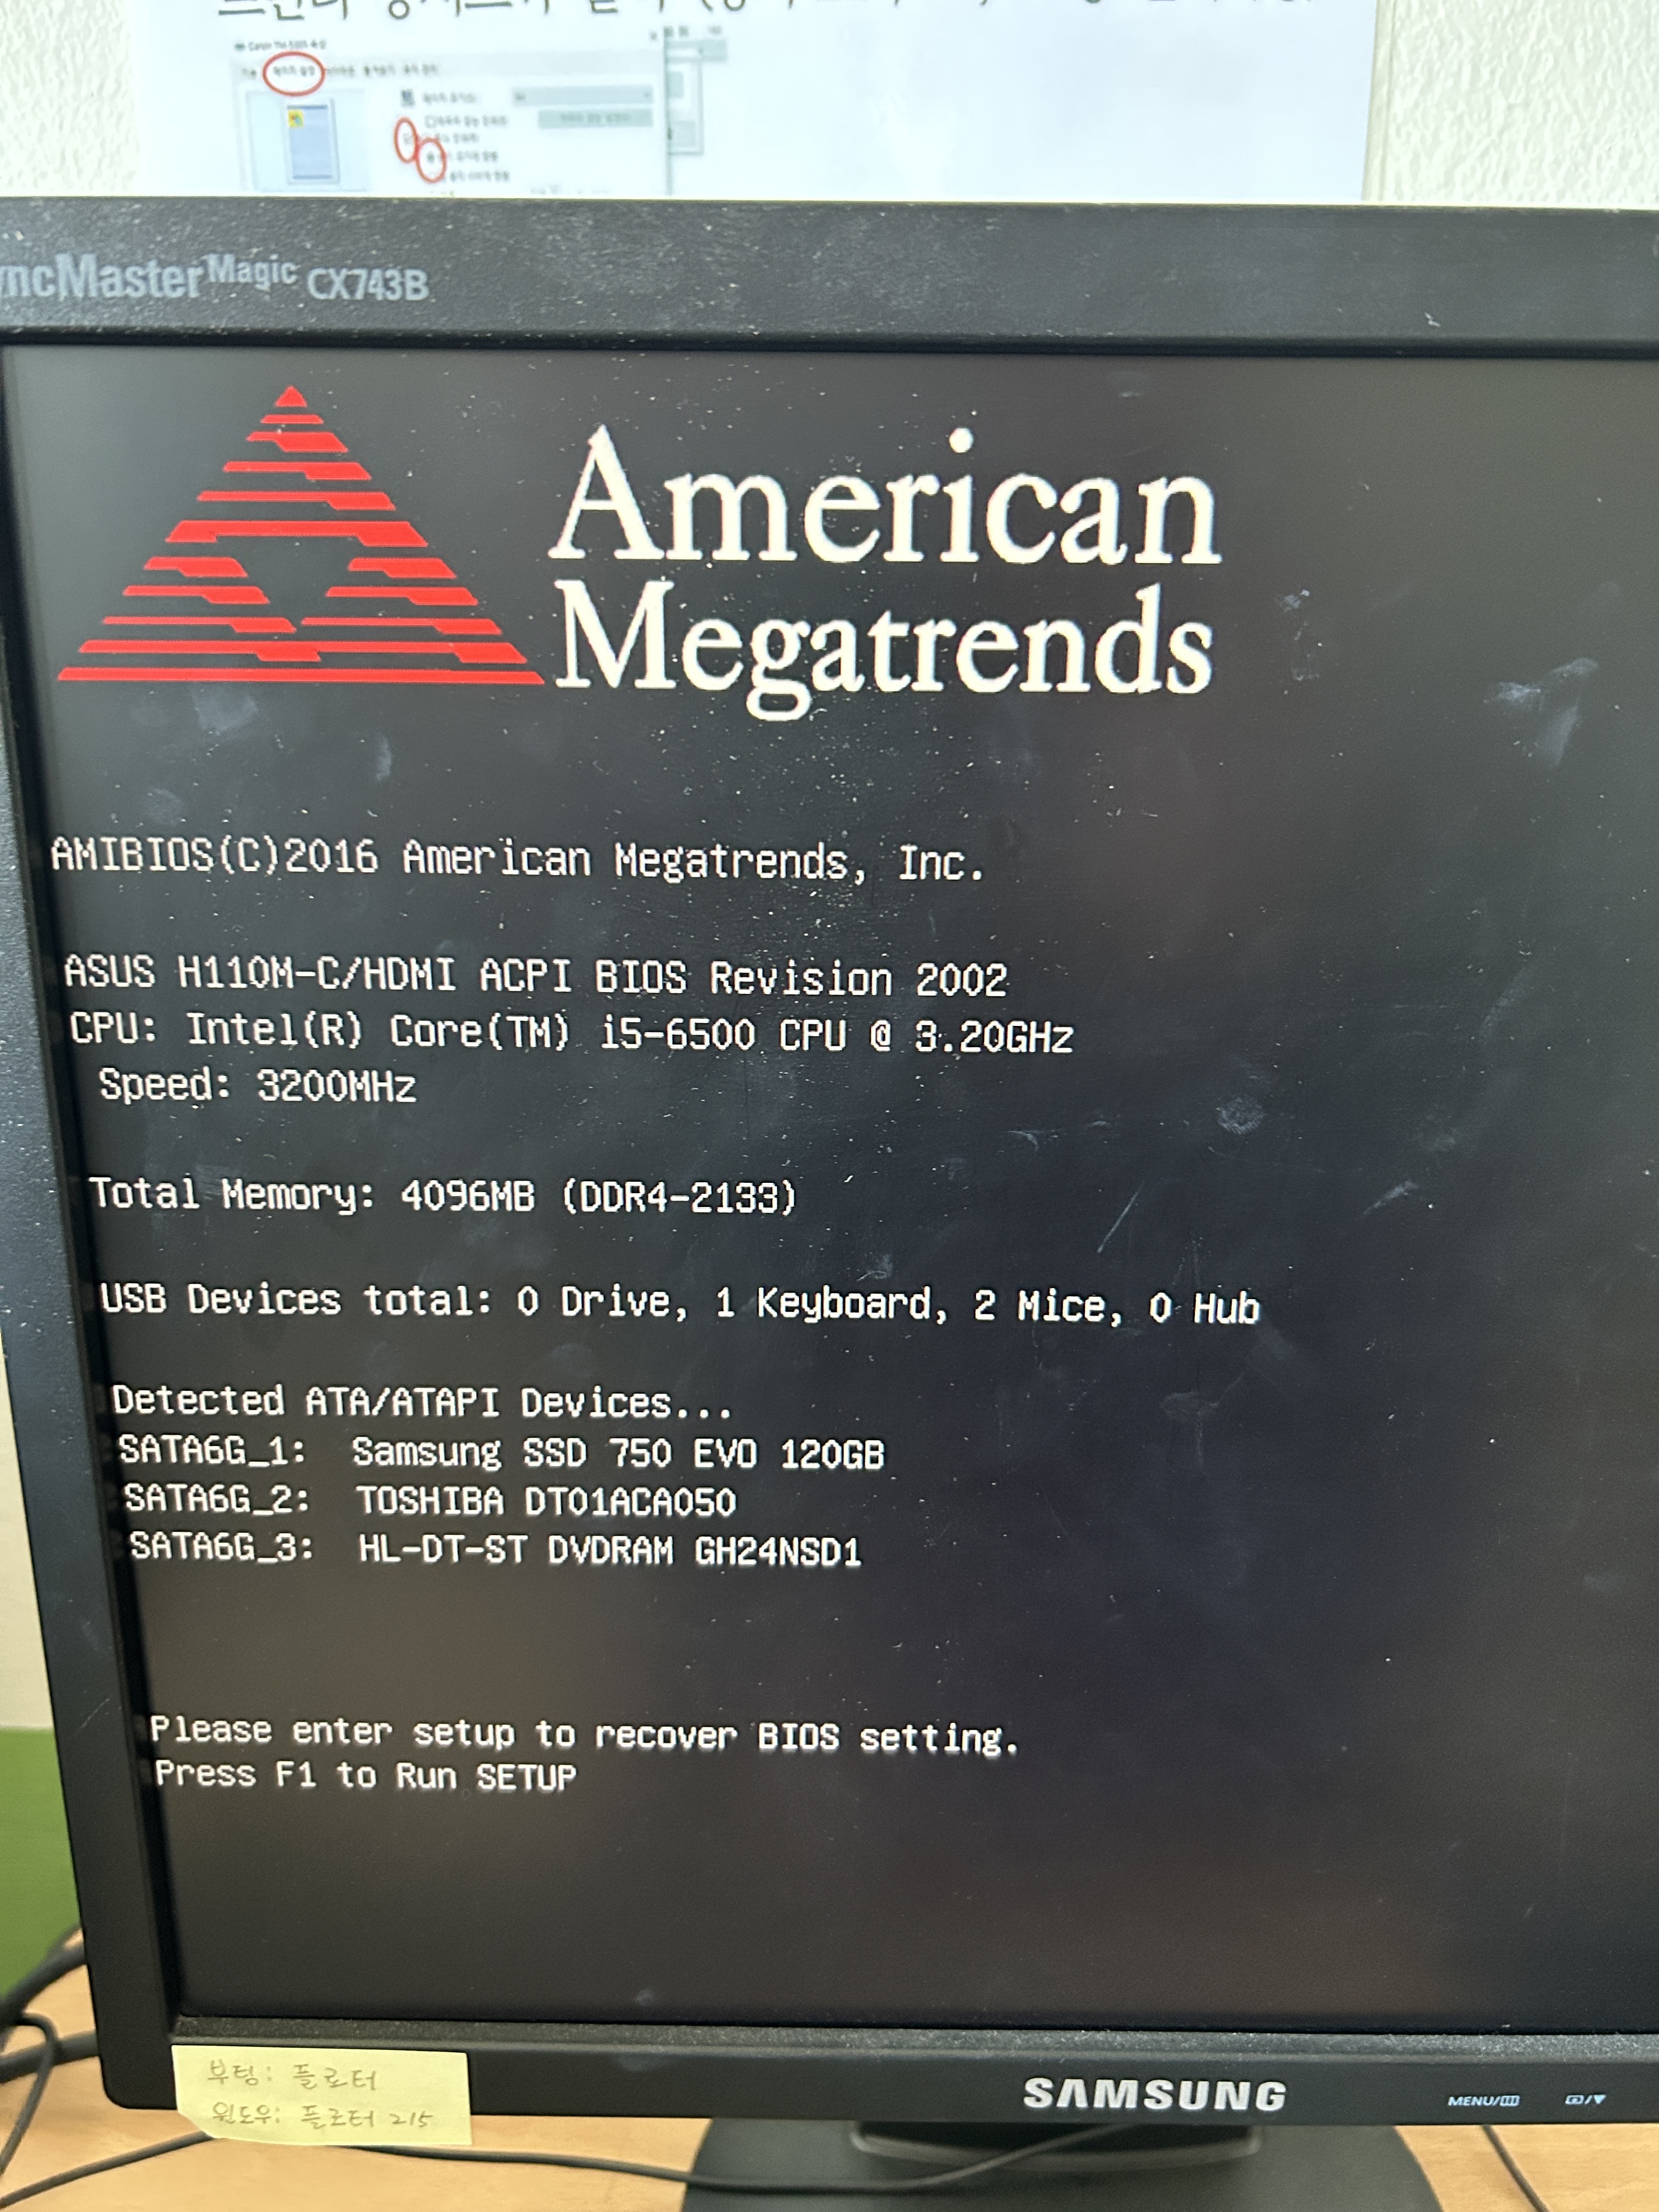 Magic CX743B
American
Megatrends
AMIBIOS(C)2016 American Megatrends, Inc.
ASUS H110M-C/HDMI ACPI BIOS Revision 2002
CPU: Intel(R) Core(TM) i5-6500 CPU @ 3.20GHz
Speed: 3200MHz
Total Memory: 4096MB (DDR4-2133)
USB Devices total: 0 Drive, 1 Keyboard, 2 Mice, 0 Hub
Detected ATA/ATAPI Devices...
SATA6G_1: Samsung SSD 750 EVO 120GB
SATA6G_2: TOSHIBA DT01ACA050
SATA6G_3: HL-DT-ST DVDRAM GH24NSD1
Please enter setup to recover BIOS setting.
Press F1 to Run SETUP
부팅: 플로터
윈도우: 플로터 215
SAMSUNG
MENU/